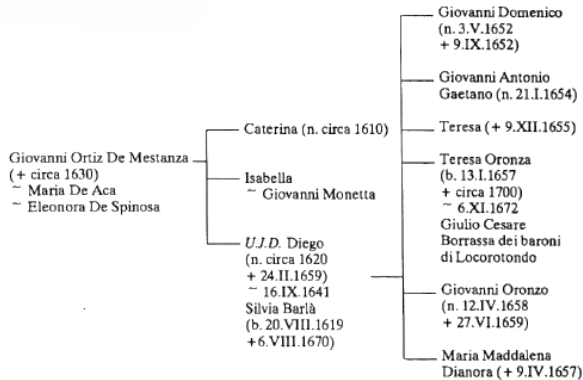 Giovanni Ortiz De Mestanza
(+ circa 1630)
~ Maria De Aca
~ Eleonora De Spinosa
Caterina (n. circa 1610)
Isabella
~ Giovanni Monetta
U.J.D. Diego
(n. circa 1620
+ 24.II.1659)
~ 16.IX.1641
Silvia Barlà
(b. 20.VIII.1619
+6.VIII.1670)
Giovanni Domenico
(n. 3.V.1652
+ 9.IX.1652)
Giovanni Antonio
Gaetano (n. 21.I.1654)
Teresa (+ 9.XII.1655)
Teresa Oronza
(b. 13.I.1657
+ circa 1700)
~ 6.XI.1672
Giulio Cesare
Borrassa dei baroni
di Locorotondo
Giovanni Oronzo
(n. 12.IV.1658
+ 27.VI.1659)
Maria Maddalena
Dianora (+ 9.IV.1657)